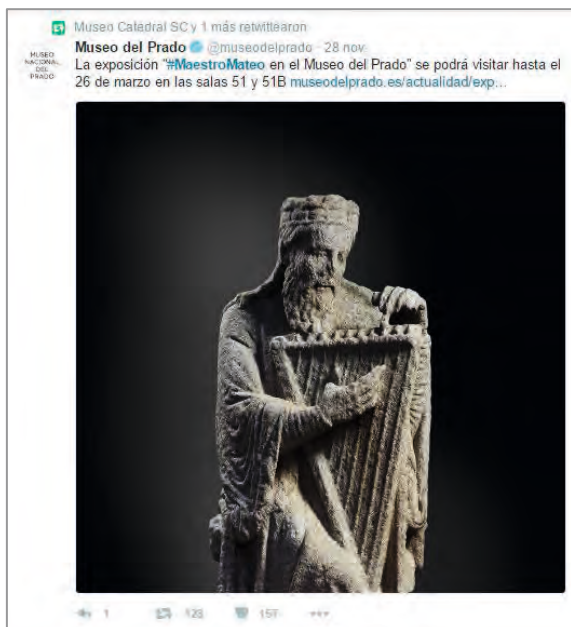 Museo Catedral SC y 1 más retwittearon
MUSEO
NACIONAL
DEL
PRADO
Museo del Prado @museodelprado · 28 nov
La exposición "#MaestroMateo en el Museo del Prado" se podrá visitar hasta el
26 de marzo en las salas 51 y 51B museodelprado.es/actualidad/exp...
1